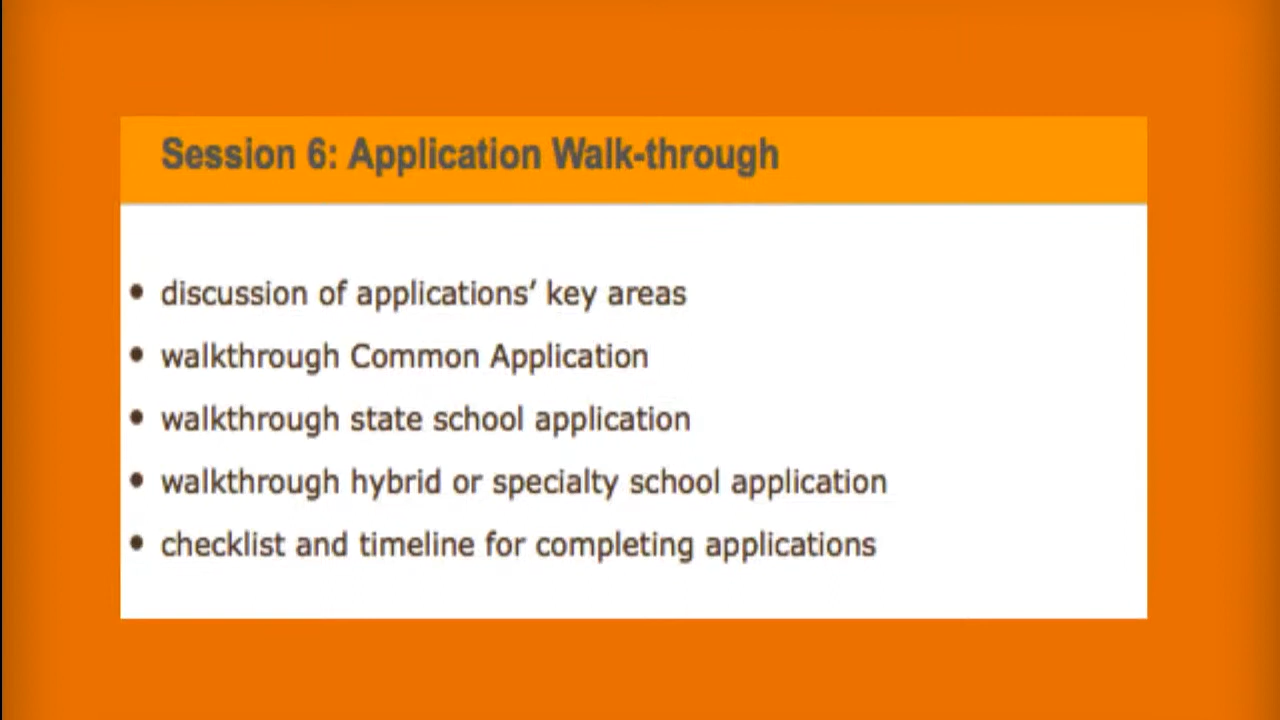 Session 6: Application Walk-through
• discussion of applications’ key areas
• walkthrough Common Application
• walkthrough state school application
• walkthrough hybrid or specialty school application
• checklist and timeline for completing applications